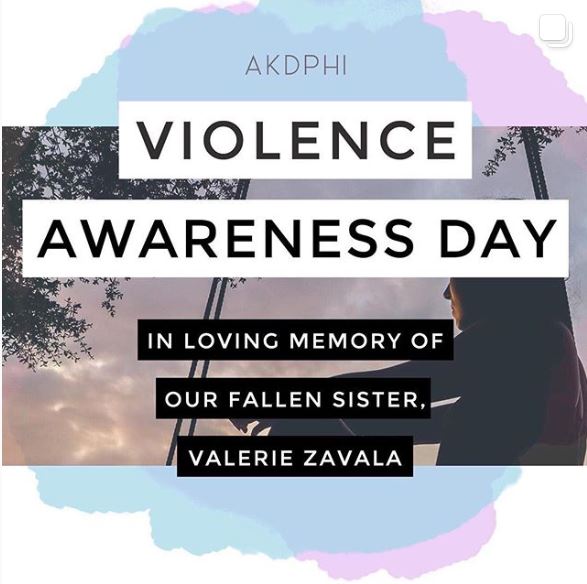 AKDPHI
VIOLENCE
AWARENESS DAY
IN LOVING MEMORY OF
OUR FALLEN SISTER,
VALERIE ZAVALA